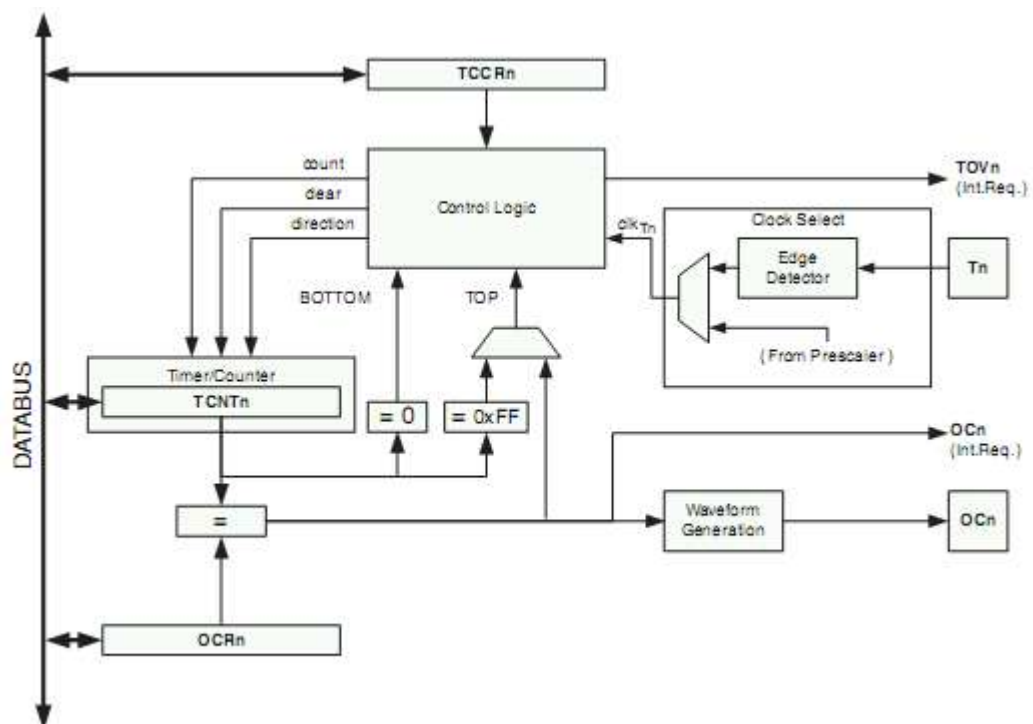 TCCRn
count
clear
direction
Control Logic
clkTn
TOVn
(Int.Req.)
Clock Select
Edge
Detector
Tn
( From Prescaler )
BOTTOM
TOP
Timer/Counter
TCNTn
= 0
= 0xFF
DATABUS
OCn
(Int.Req.)
=
Waveform
Generation
OCn
OCRn